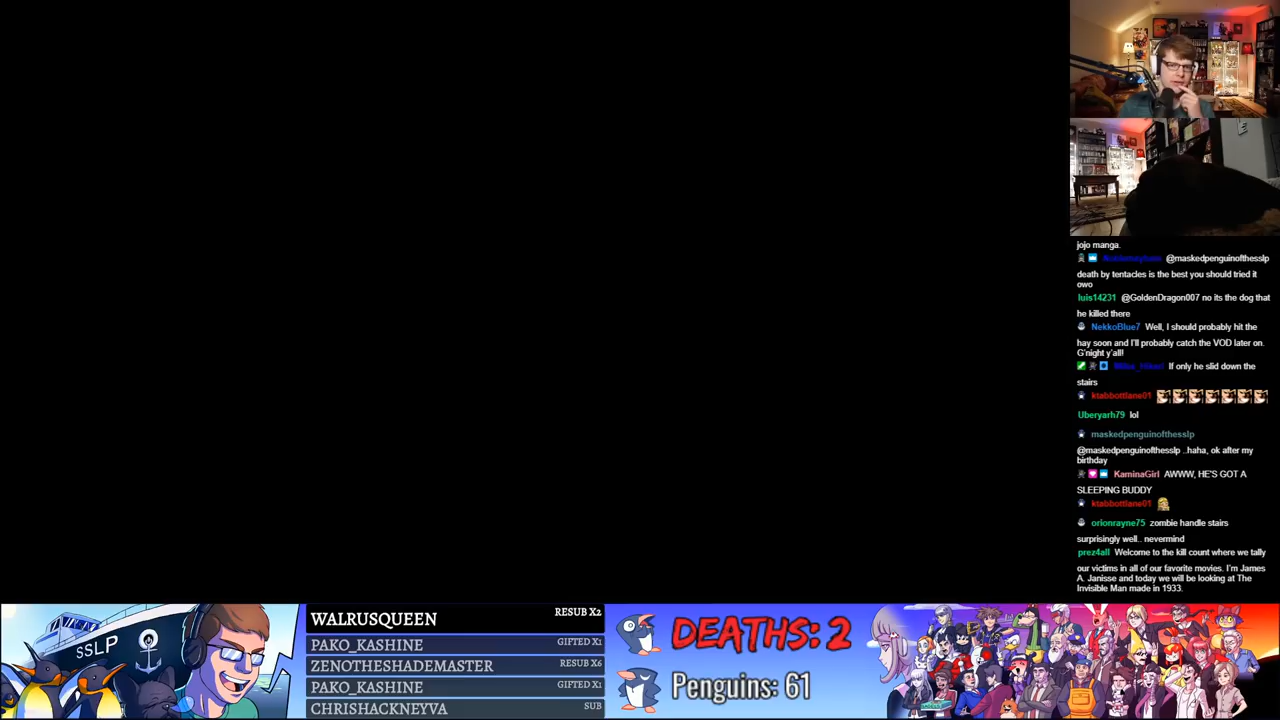 jojo manga.
@maskedpenguinofthesslp
death by tentacles is the best you should tried it
owo
luis14231 @GoldenDragon007 no its the dog that
he killed there
NekkoBlue7 Well, I should probably hit the
hay soon and I'll probably catch the VOD later on.
G'night y'all!
If only he slid down the
stairs
ktabbottlane01
Uberyarh79 lol
maskedpenguinofthesslp
@maskedpenguinofthesslp ..haha, ok after my
birthday
KaminaGirl AWWW, HE'S GOT A
SLEEPING BUDDY
ktabbottlane01
orionrayne75 zombie handle stairs
surprisingly well.. nevermind
prez4all Welcome to the kill count where we tally
our victims in all of our favorite movies. I'm James
A. Janisse and today we will be looking at The
Invisible Man made in 1933.
SSLP
WALRUSQUEEN RESUB X2
PAKO_KASHINE GIFTED X1
ZENOTHESHADEMASTER RESUB X6
PAKO_KASHINE GIFTED X1
CHRISHACKNEYVA SUB
DEATHS: 2
Penguins: 61